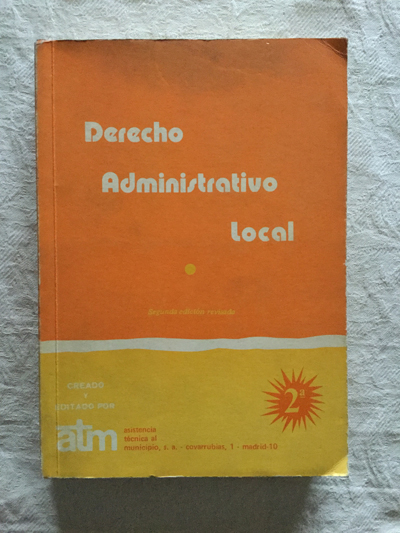 Derecho
Administrativo
Local
Segunda edición revisada
CREADO
Y
EDITADO POR
atm
asistencia
técnica al
municipio, s. a. - covarrubias, 1 - madrid-10
2ª